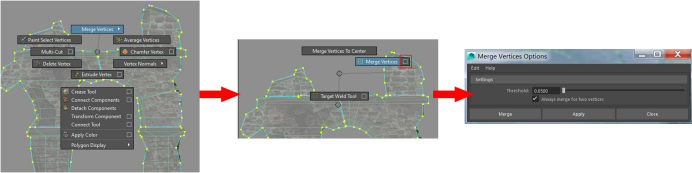 Merge Vertices
Paint Select Vertices...
Average Vertices
Multi-Cut
Chamfer Vertex
Delete Vertex
Vertex Normals
Extrude Vertex
Crease Tool
Connect Components
Detach Components
Transform Component
Connect Tool
Apply Color
Polygon Display
Merge Vertices To Center
Merge Vertices
Target Weld Tool
Merge Vertices Options
Edit Help
Settings
Threshold: 0.0500
Always merge for two vertices
Merge Apply Close